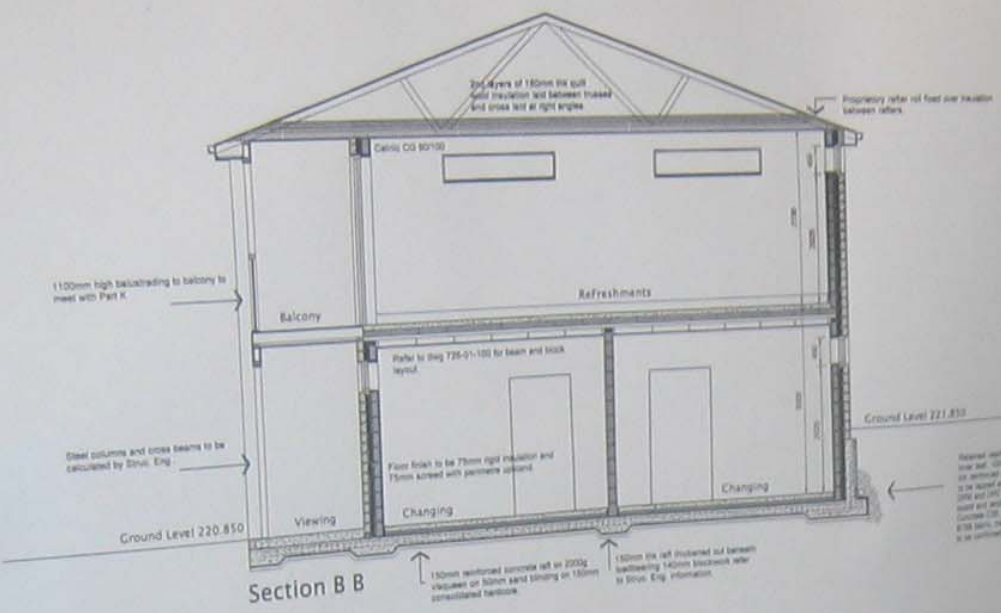 2nd layers of 150mm thk quilt
insulation laid between trusses
and cross laid at right angles
Proprietary rafter roll fixed over insulation
between rafters.
Catnic CG 90/100
1100mm high balustrading to balcony to
meet with Part K
Balcony
Refreshments
Refer to dwg 726-01-100 for beam and block
layout.
Ground Level 221.850
Steel columns and cross beams to be
calculated by Struc. Eng.
Floor finish to be 75mm rigid insulation and
75mm screed with perimetre upstand.
Changing
Changing
Viewing
Ground Level 220.850
Section B B
150mm reinforced concrete raft on 2000g
visqueen on 50mm sand blinding on 150mm
consolidated hardcore.
150mm thk raft thickened out beneath
loadbearing 140mm blockwork refer
to Struc. Eng. information.